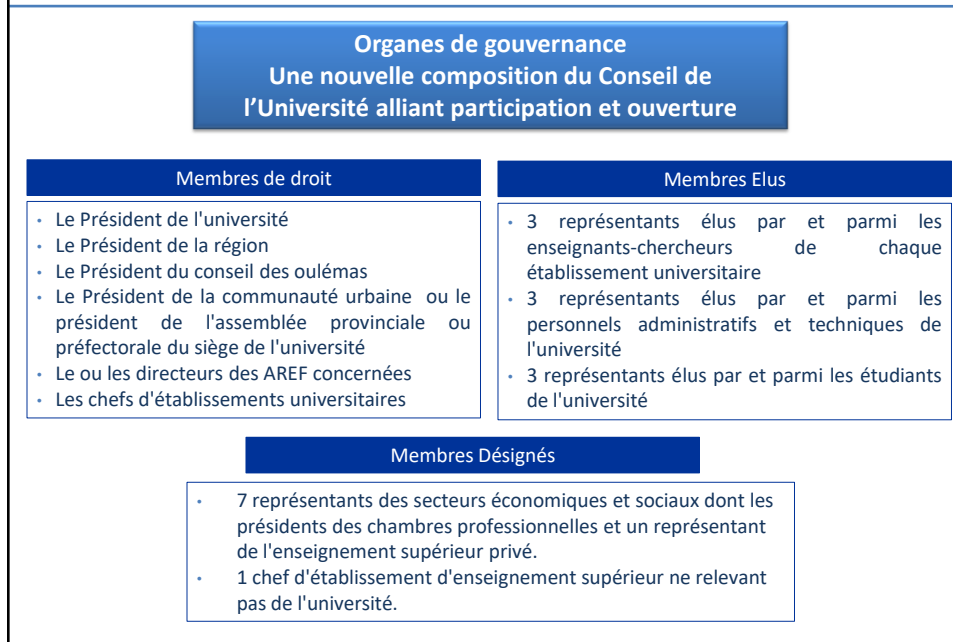 Organes de gouvernance
Une nouvelle composition du Conseil de
l’Université alliant participation et ouverture
Membres de droit
• Le Président de l'université
• Le Président de la région
• Le Président du conseil des oulémas
• Le Président de la communauté urbaine ou le
président de l'assemblée provinciale ou
préfectorale du siège de l'université
• Le ou les directeurs des AREF concernées
• Les chefs d'établissements universitaires
Membres Elus
• 3 représentants élus par et parmi les
enseignants-chercheurs de chaque
établissement universitaire
• 3 représentants élus par et parmi les
personnels administratifs et techniques de
l'université
• 3 représentants élus par et parmi les étudiants
de l'université
Membres Désignés
• 7 représentants des secteurs économiques et sociaux dont les
présidents des chambres professionnelles et un représentant
de l'enseignement supérieur privé.
• 1 chef d'établissement d'enseignement supérieur ne relevant
pas de l'université.